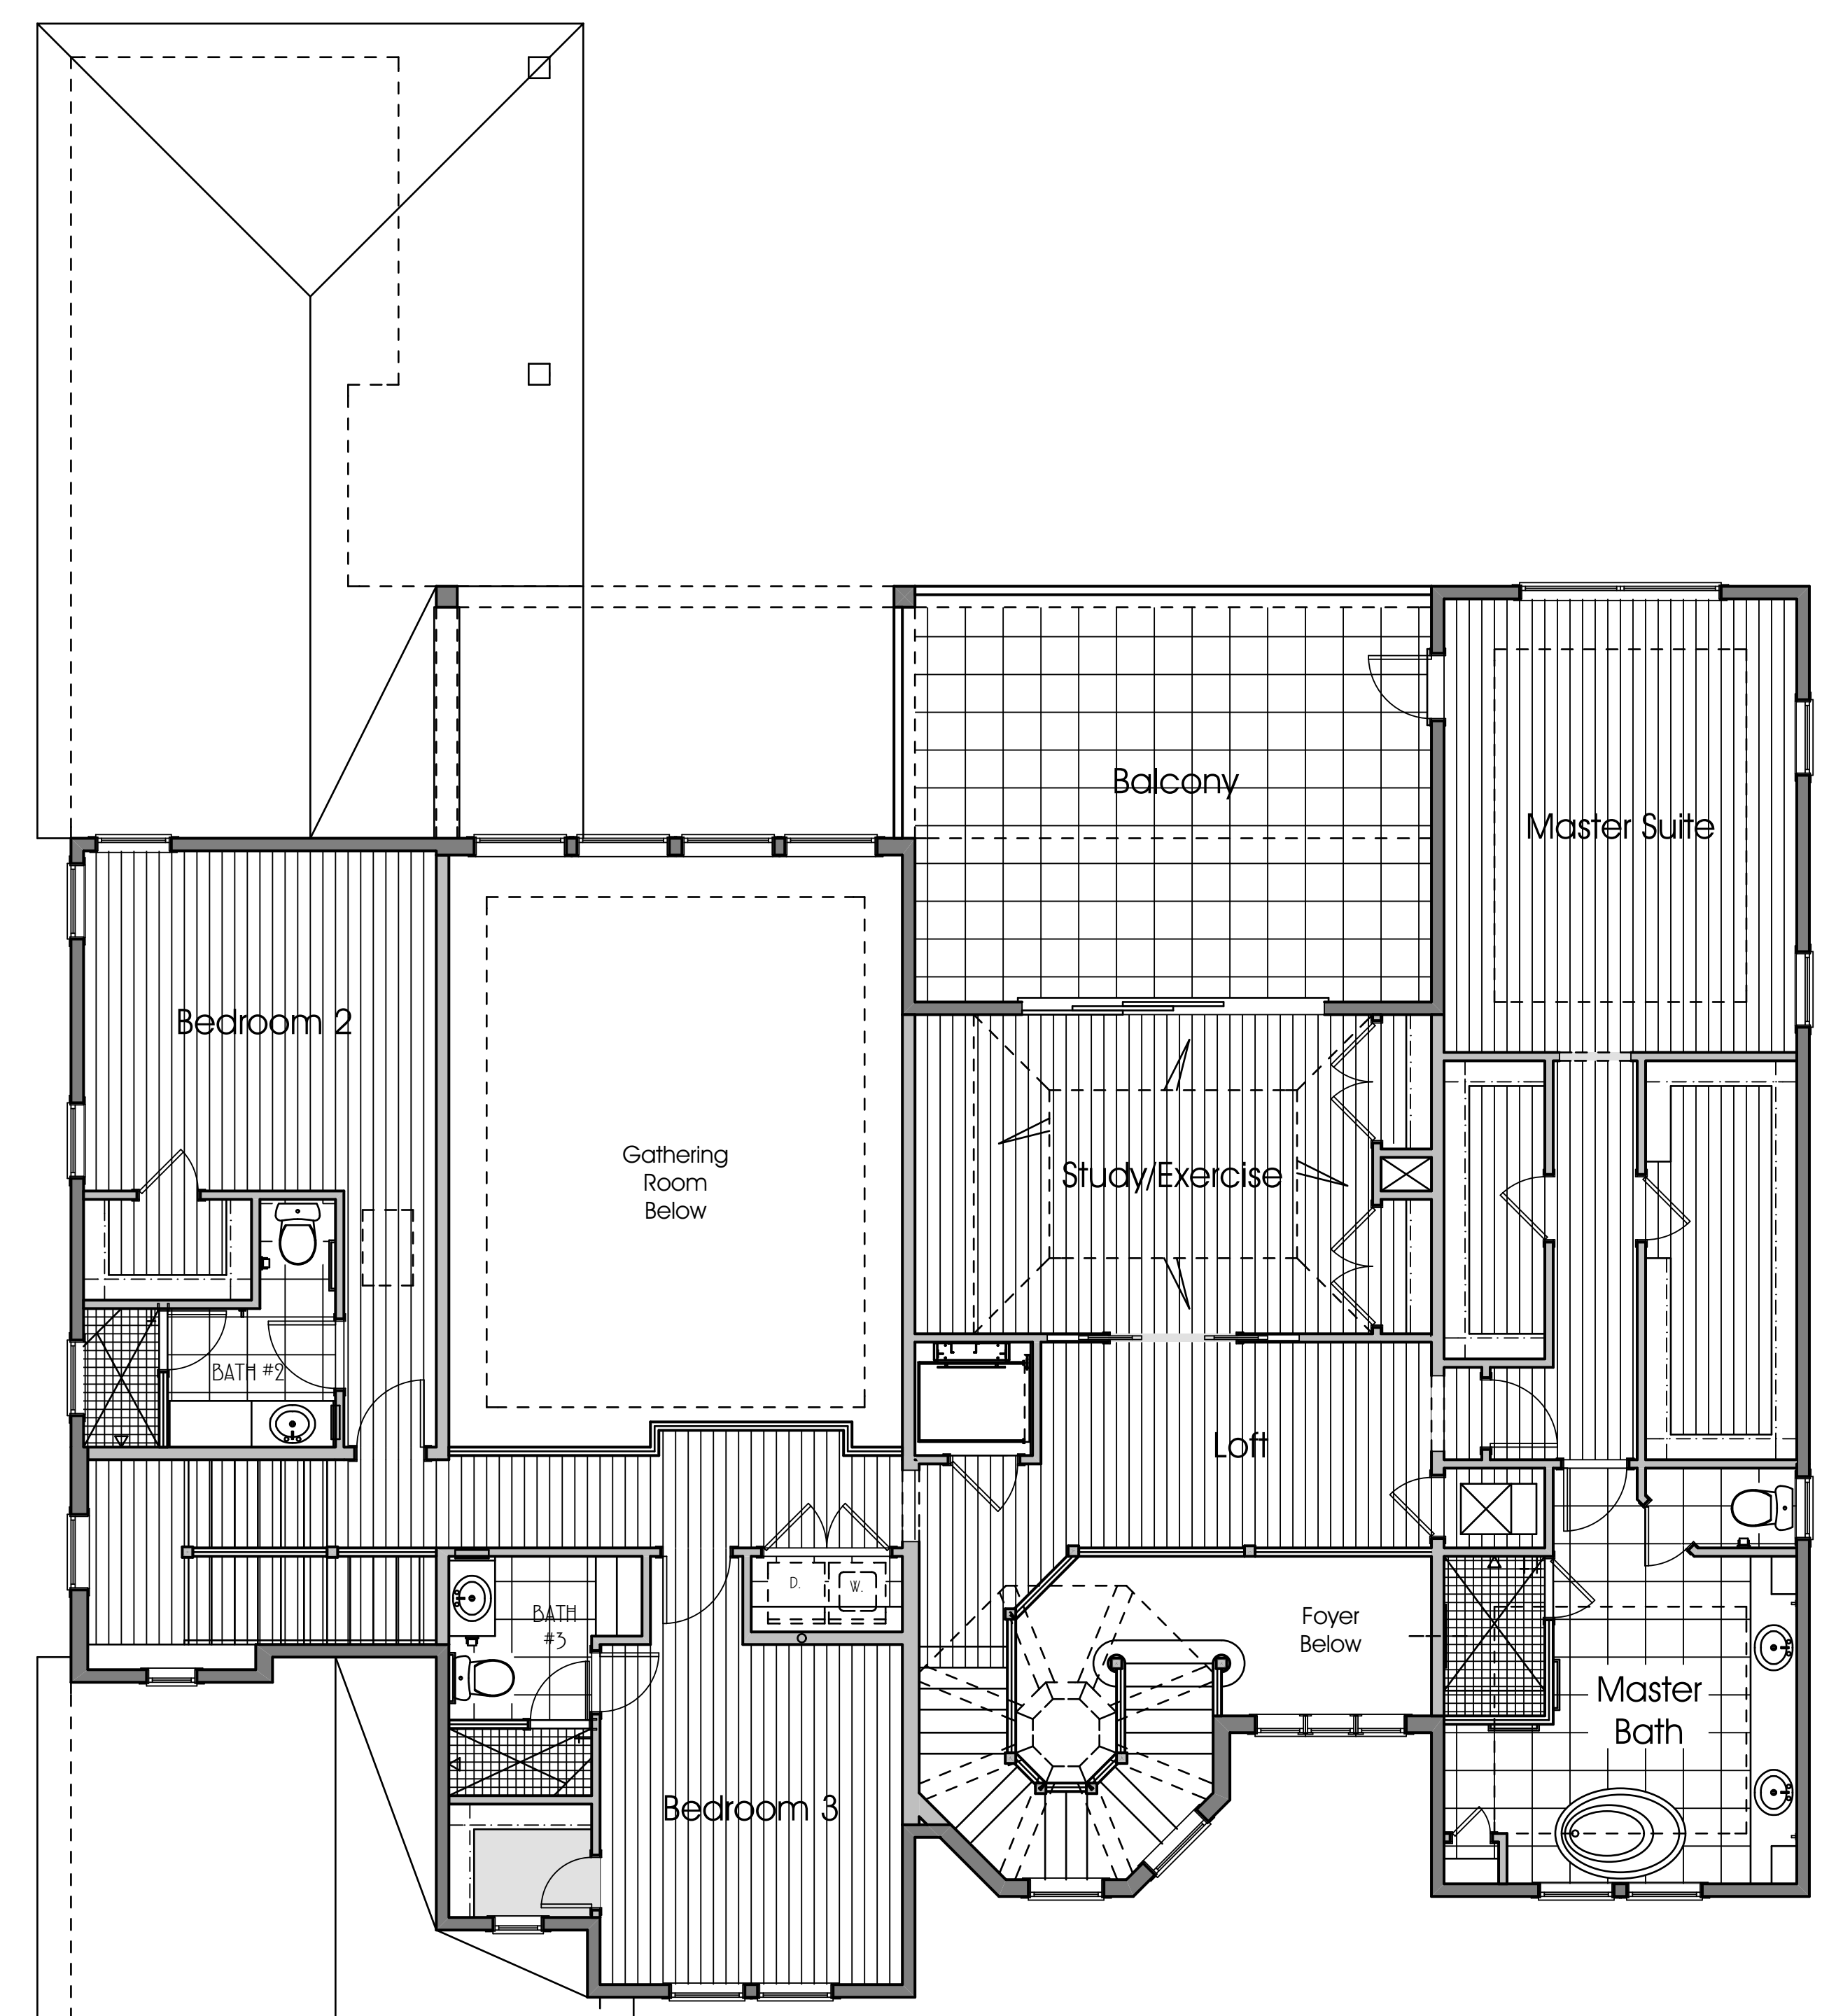 Balcony
Master Suite
Bedroom 2
Gathering
Room
Below
Study/Exercise
BATH #2
Loft
D.
W.
BATH
#3
Foyer
Below
Master
Bath
Bedroom 3